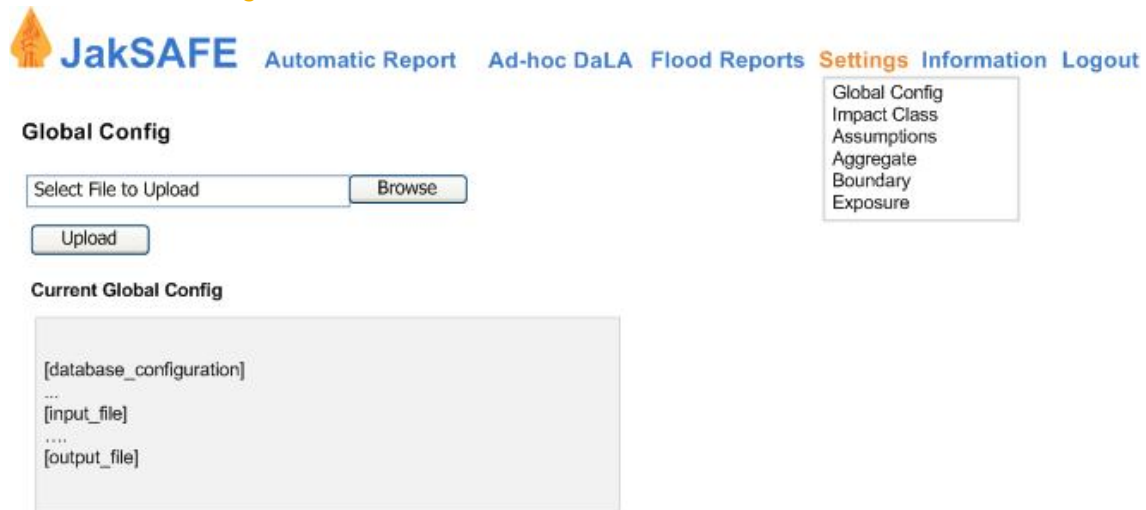 JakSAFE Automatic Report Ad-hoc DaLA Flood Reports Settings Information Logout
Global Config
Impact Class
Assumptions
Aggregate
Boundary
Exposure
Global Config
Select File to Upload Browse
Upload
Current Global Config
[database_configuration]
...
[input_file]
....
[output_file]